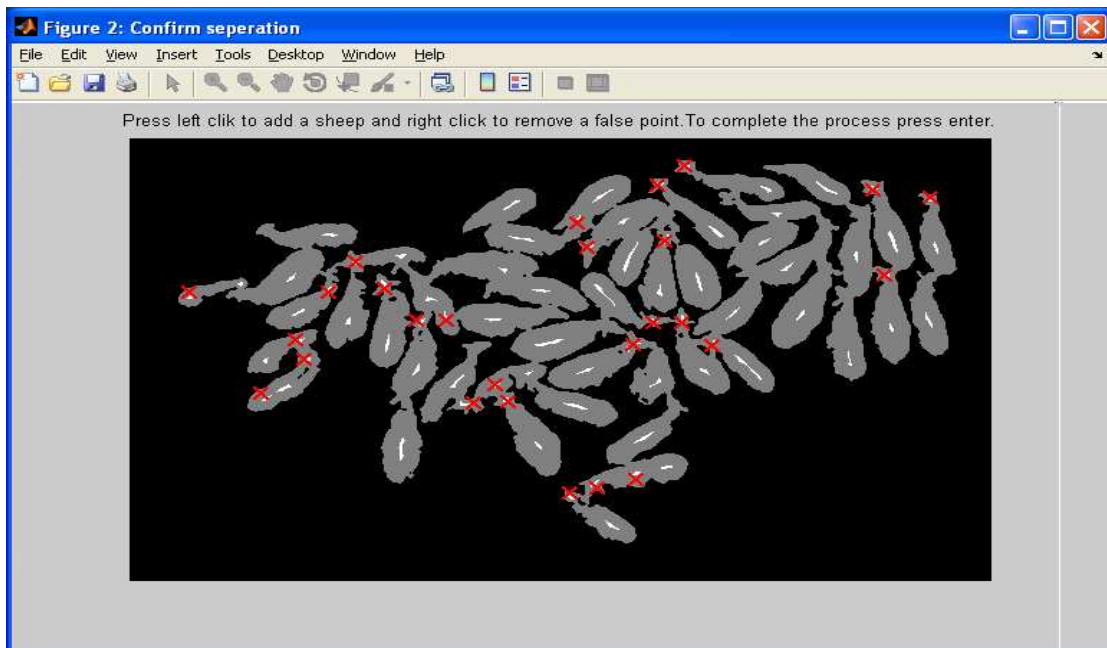 Figure 2: Confirm seperation
File Edit View Insert Tools Desktop Window Help
Press left clik to add a sheep and right click to remove a false point.To complete the process press enter.